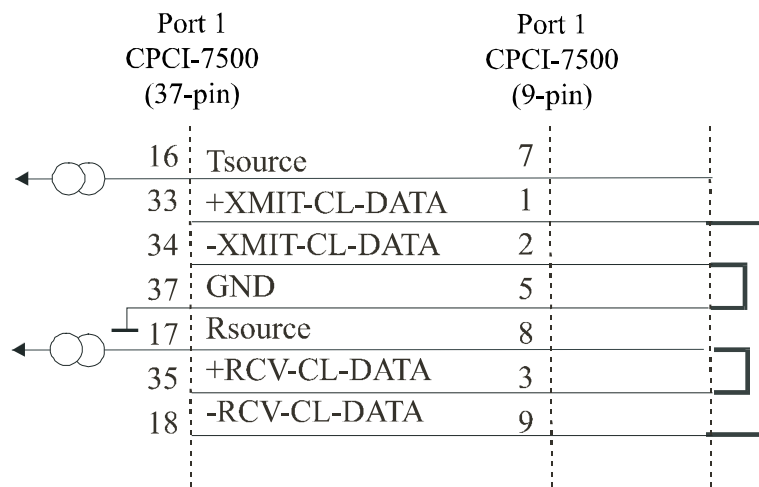 Port 1 Port 1
CPCI-7500 CPCI-7500
(37-pin) (9-pin)
16 Tsource 7
33 +XMIT-CL-DATA 1
34 -XMIT-CL-DATA 2
37 GND 5
17 Rsource 8
35 +RCV-CL-DATA 3
18 -RCV-CL-DATA 9